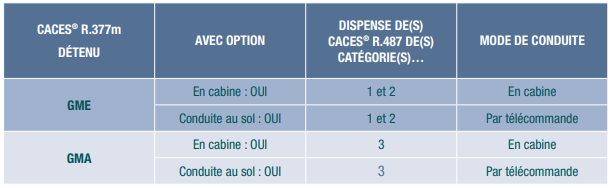 CACES® R.377m
DÉTENU
AVEC OPTION
DISPENSE DE(S)
CACES® R.487 DE(S)
CATÉGORIE(S)...
MODE DE CONDUITE
GME
En cabine : OUI
1 et 2
En cabine
Conduite au sol : OUI
1 et 2
Par télécommande
GMA
En cabine : OUI
3
En cabine
Conduite au sol : OUI
3
Par télécommande